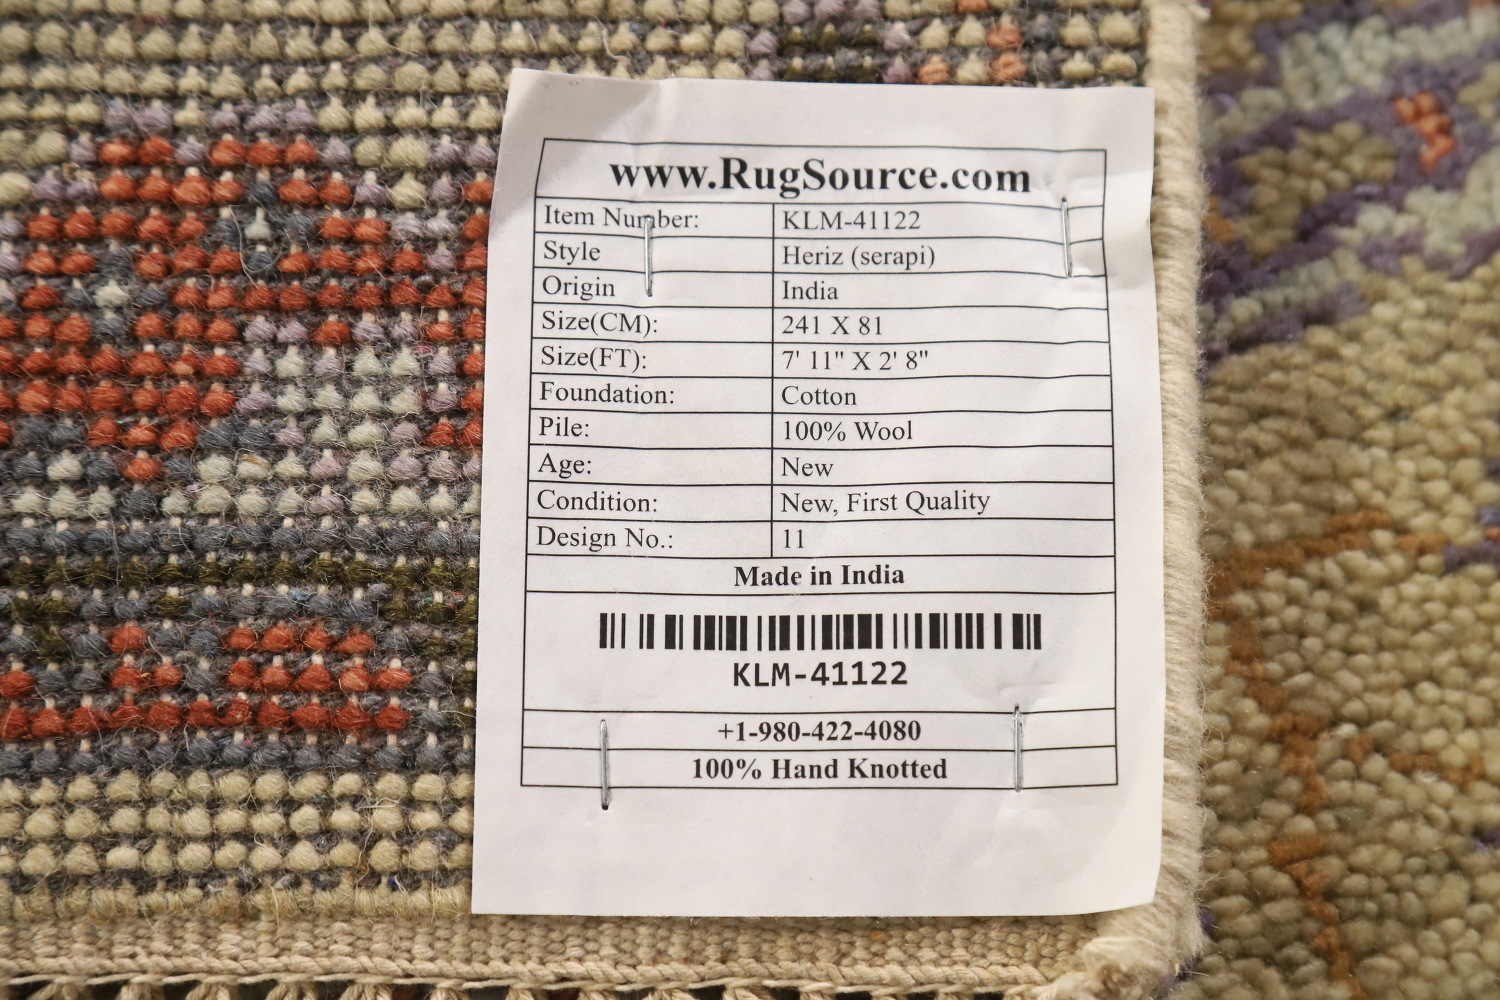 www.RugSource.com
Item Number: KLM-41122
Style Heriz (serapi)
Origin India
Size(CM): 241 X 81
Size(FT): 7' 11" X 2' 8"
Foundation: Cotton
Pile: 100% Wool
Age: New
Condition: New, First Quality
Design No.: 11
Made in India
KLM-41122
+1-980-422-4080
100% Hand Knotted